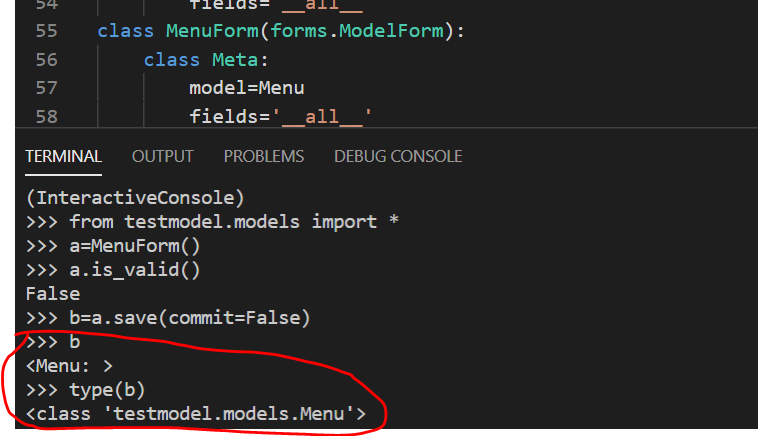 54 fields='__all__'
55 class MenuForm(forms.ModelForm):
56 class Meta:
57 model=Menu
58 fields='__all__'
TERMINAL OUTPUT PROBLEMS DEBUG CONSOLE
(InteractiveConsole)
>>> from testmodel.models import *
>>> a=MenuForm()
>>> a.is_valid()
False
>>> b=a.save(commit=False)
>>> b
<Menu: >
>>> type(b)
<class 'testmodel.models.Menu'>